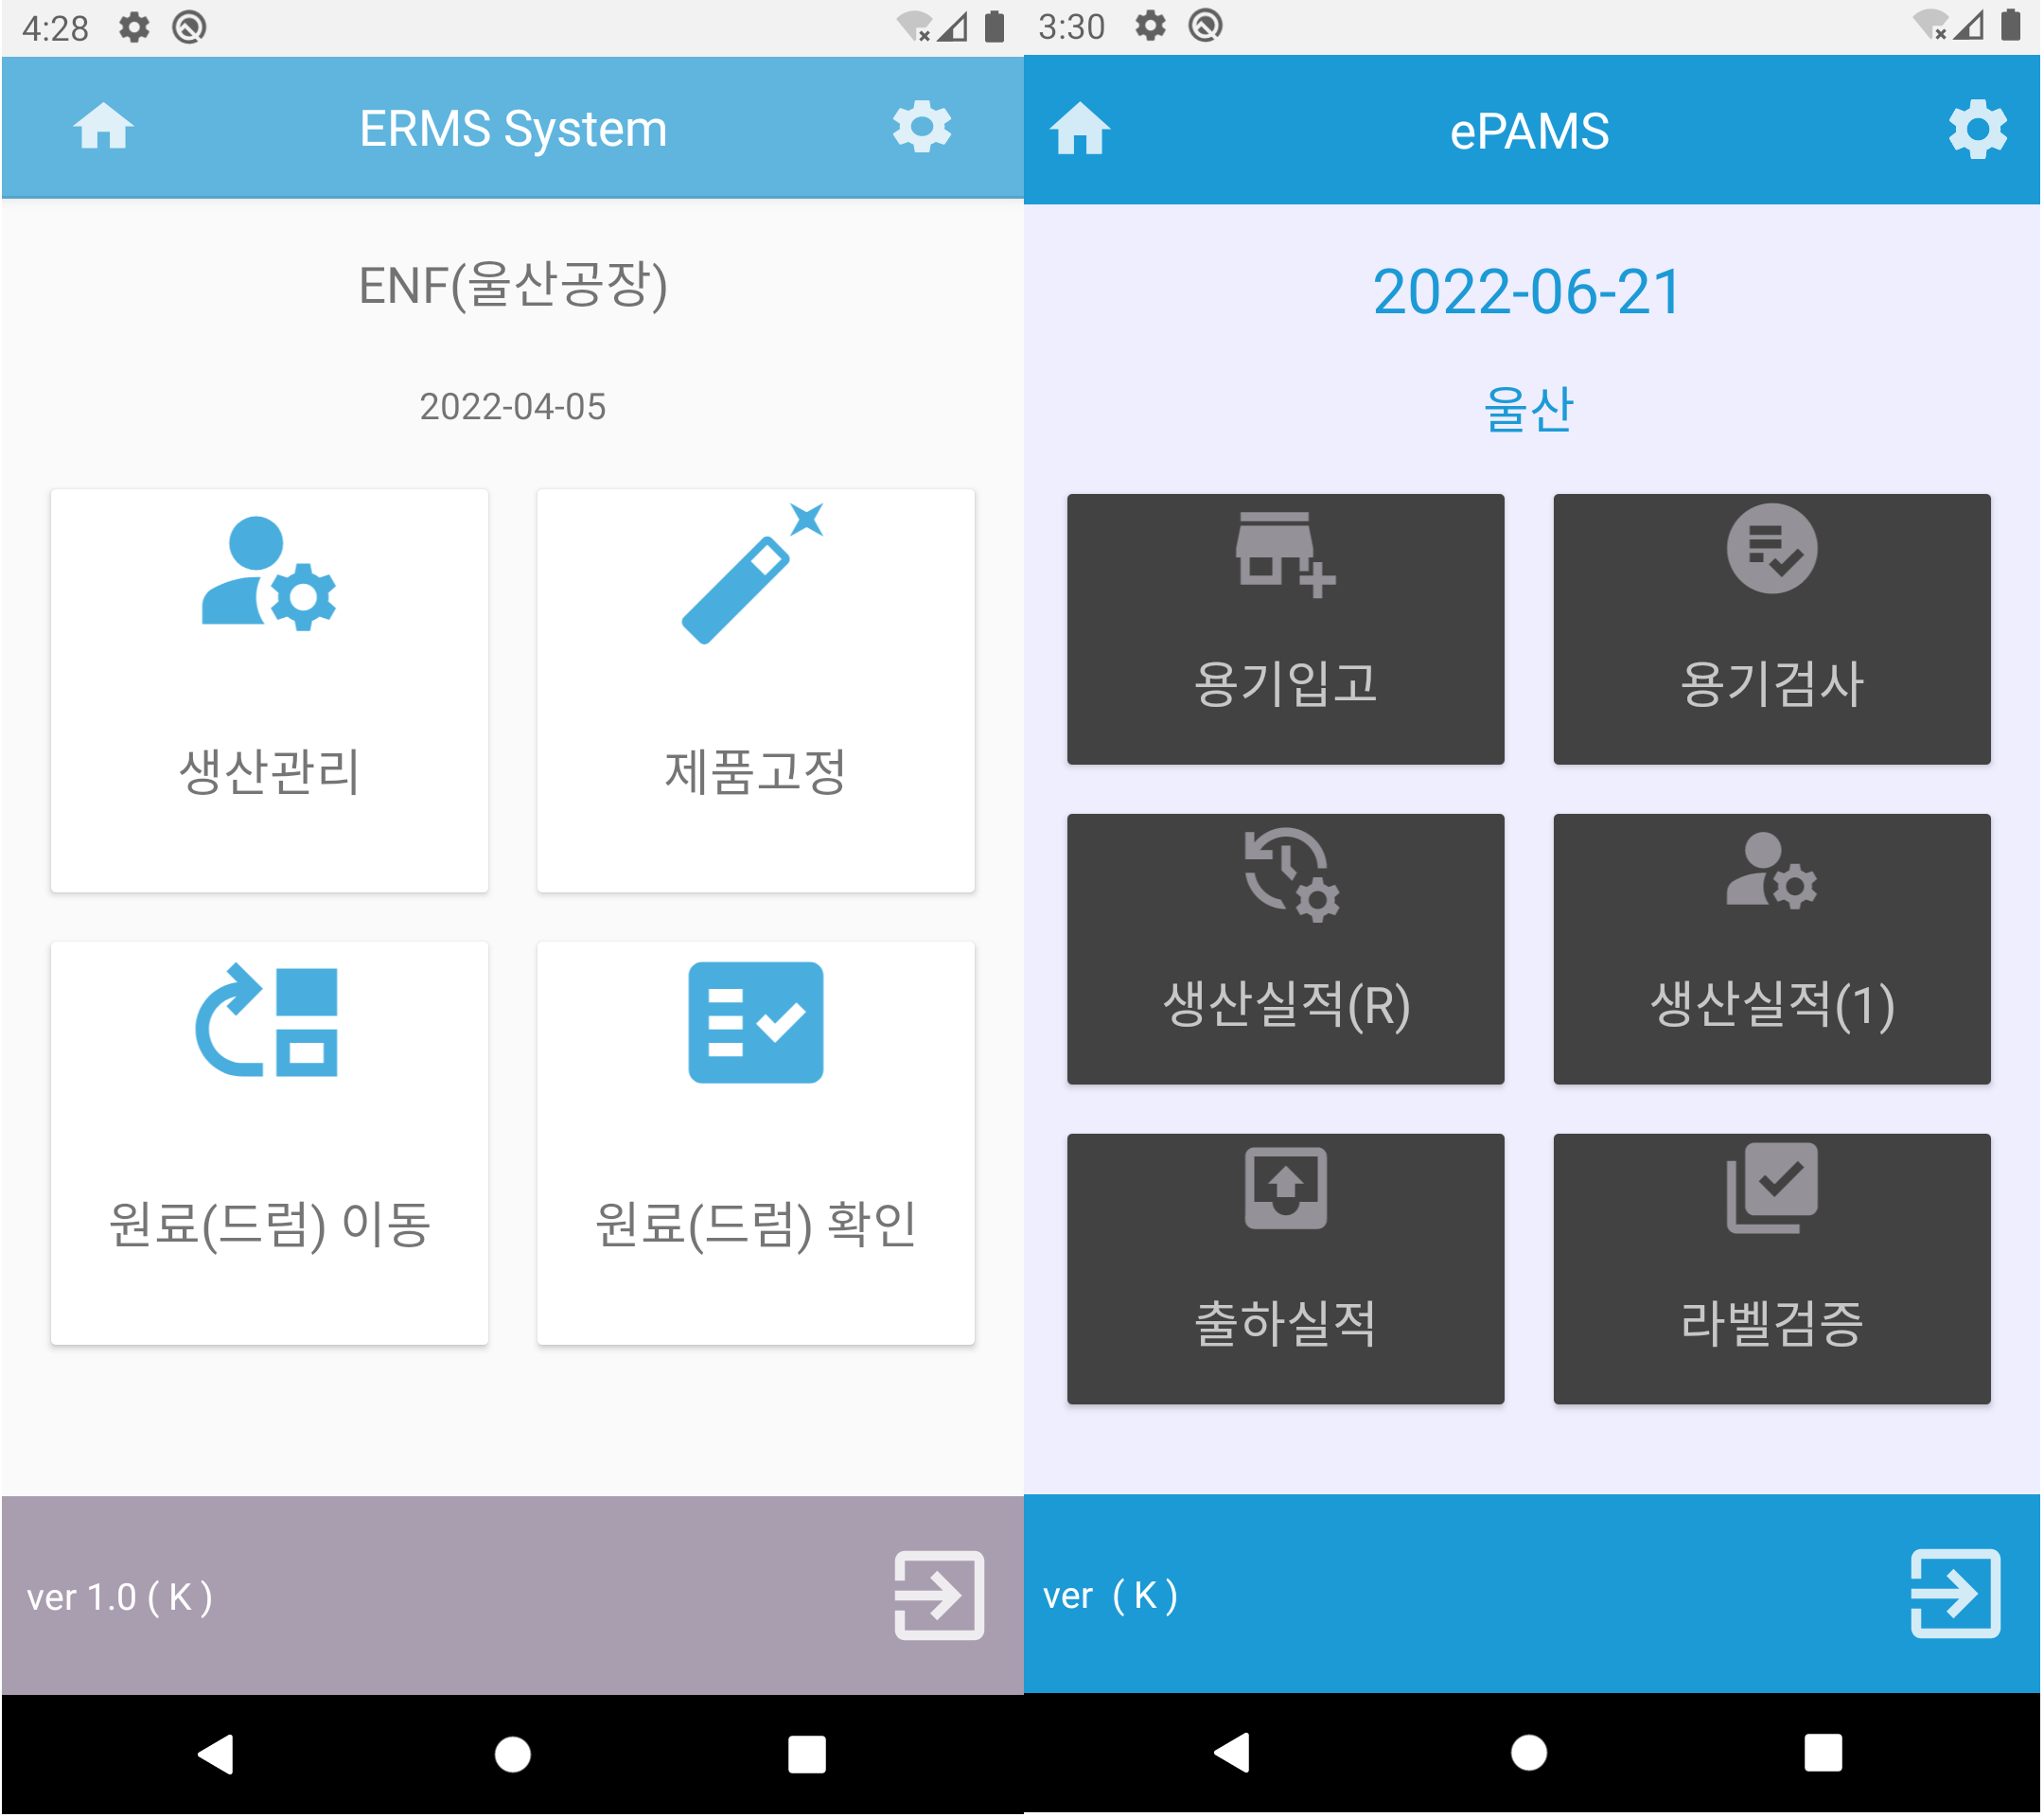 4:28
ERMS System
ENF(울산공장)
2022-04-05
생산관리
제품고정
원료(드럼) 이동
원료(드럼) 확인
ver 1.0 ( K )
3:30
ePAMS
2022-06-21
울산
용기입고
용기검사
생산실적(R)
생산실적(1)
출하실적
라벨검증
ver ( K )